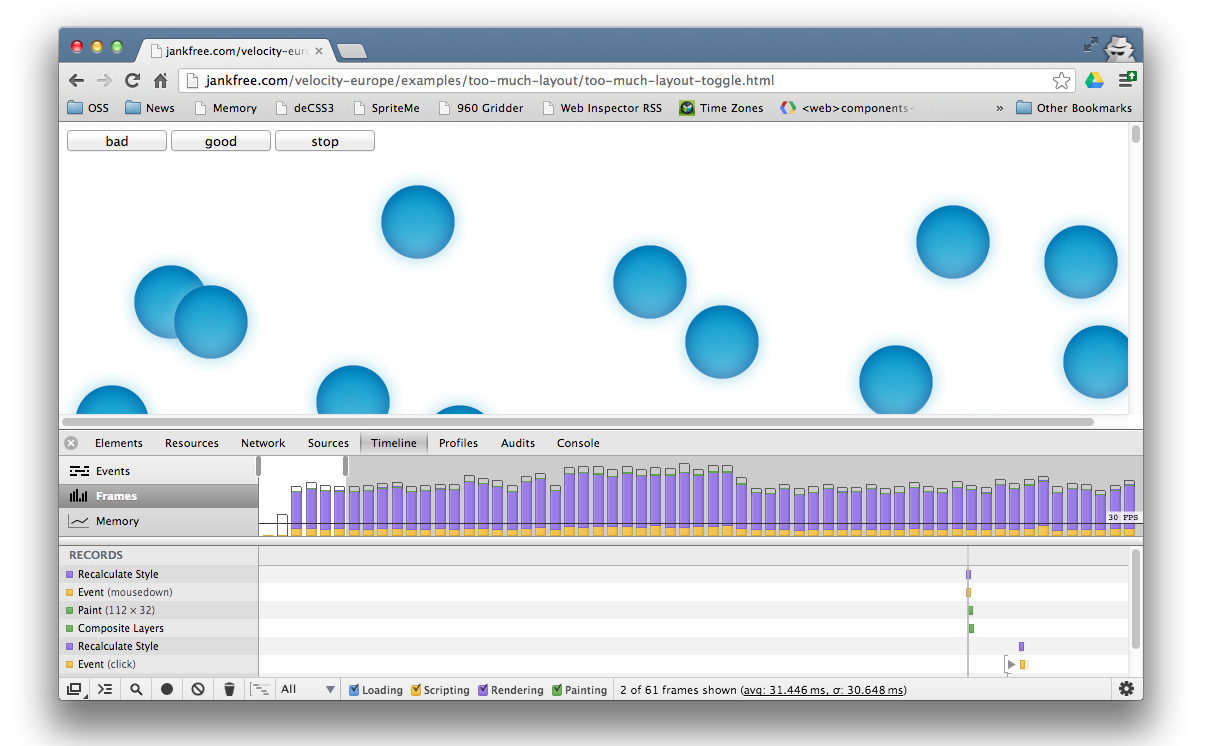 jankfree.com/velocity-euro
jankfree.com/velocity-europe/examples/too-much-layout/too-much-layout-toggle.html
OSS News Memory deCSS3 SpriteMe 960 Gridder Web Inspector RSS Time Zones <web>components< » Other Bookmarks
bad good stop
Elements Resources Network Sources Timeline Profiles Audits Console
Events
Frames
Memory
30 FPS
RECORDS
Recalculate Style
Event (mousedown)
Paint (112 × 32)
Composite Layers
Recalculate Style
Event (click)
All Loading Scripting Rendering Painting 2 of 61 frames shown (avg: 31.446 ms, σ: 30.648 ms)